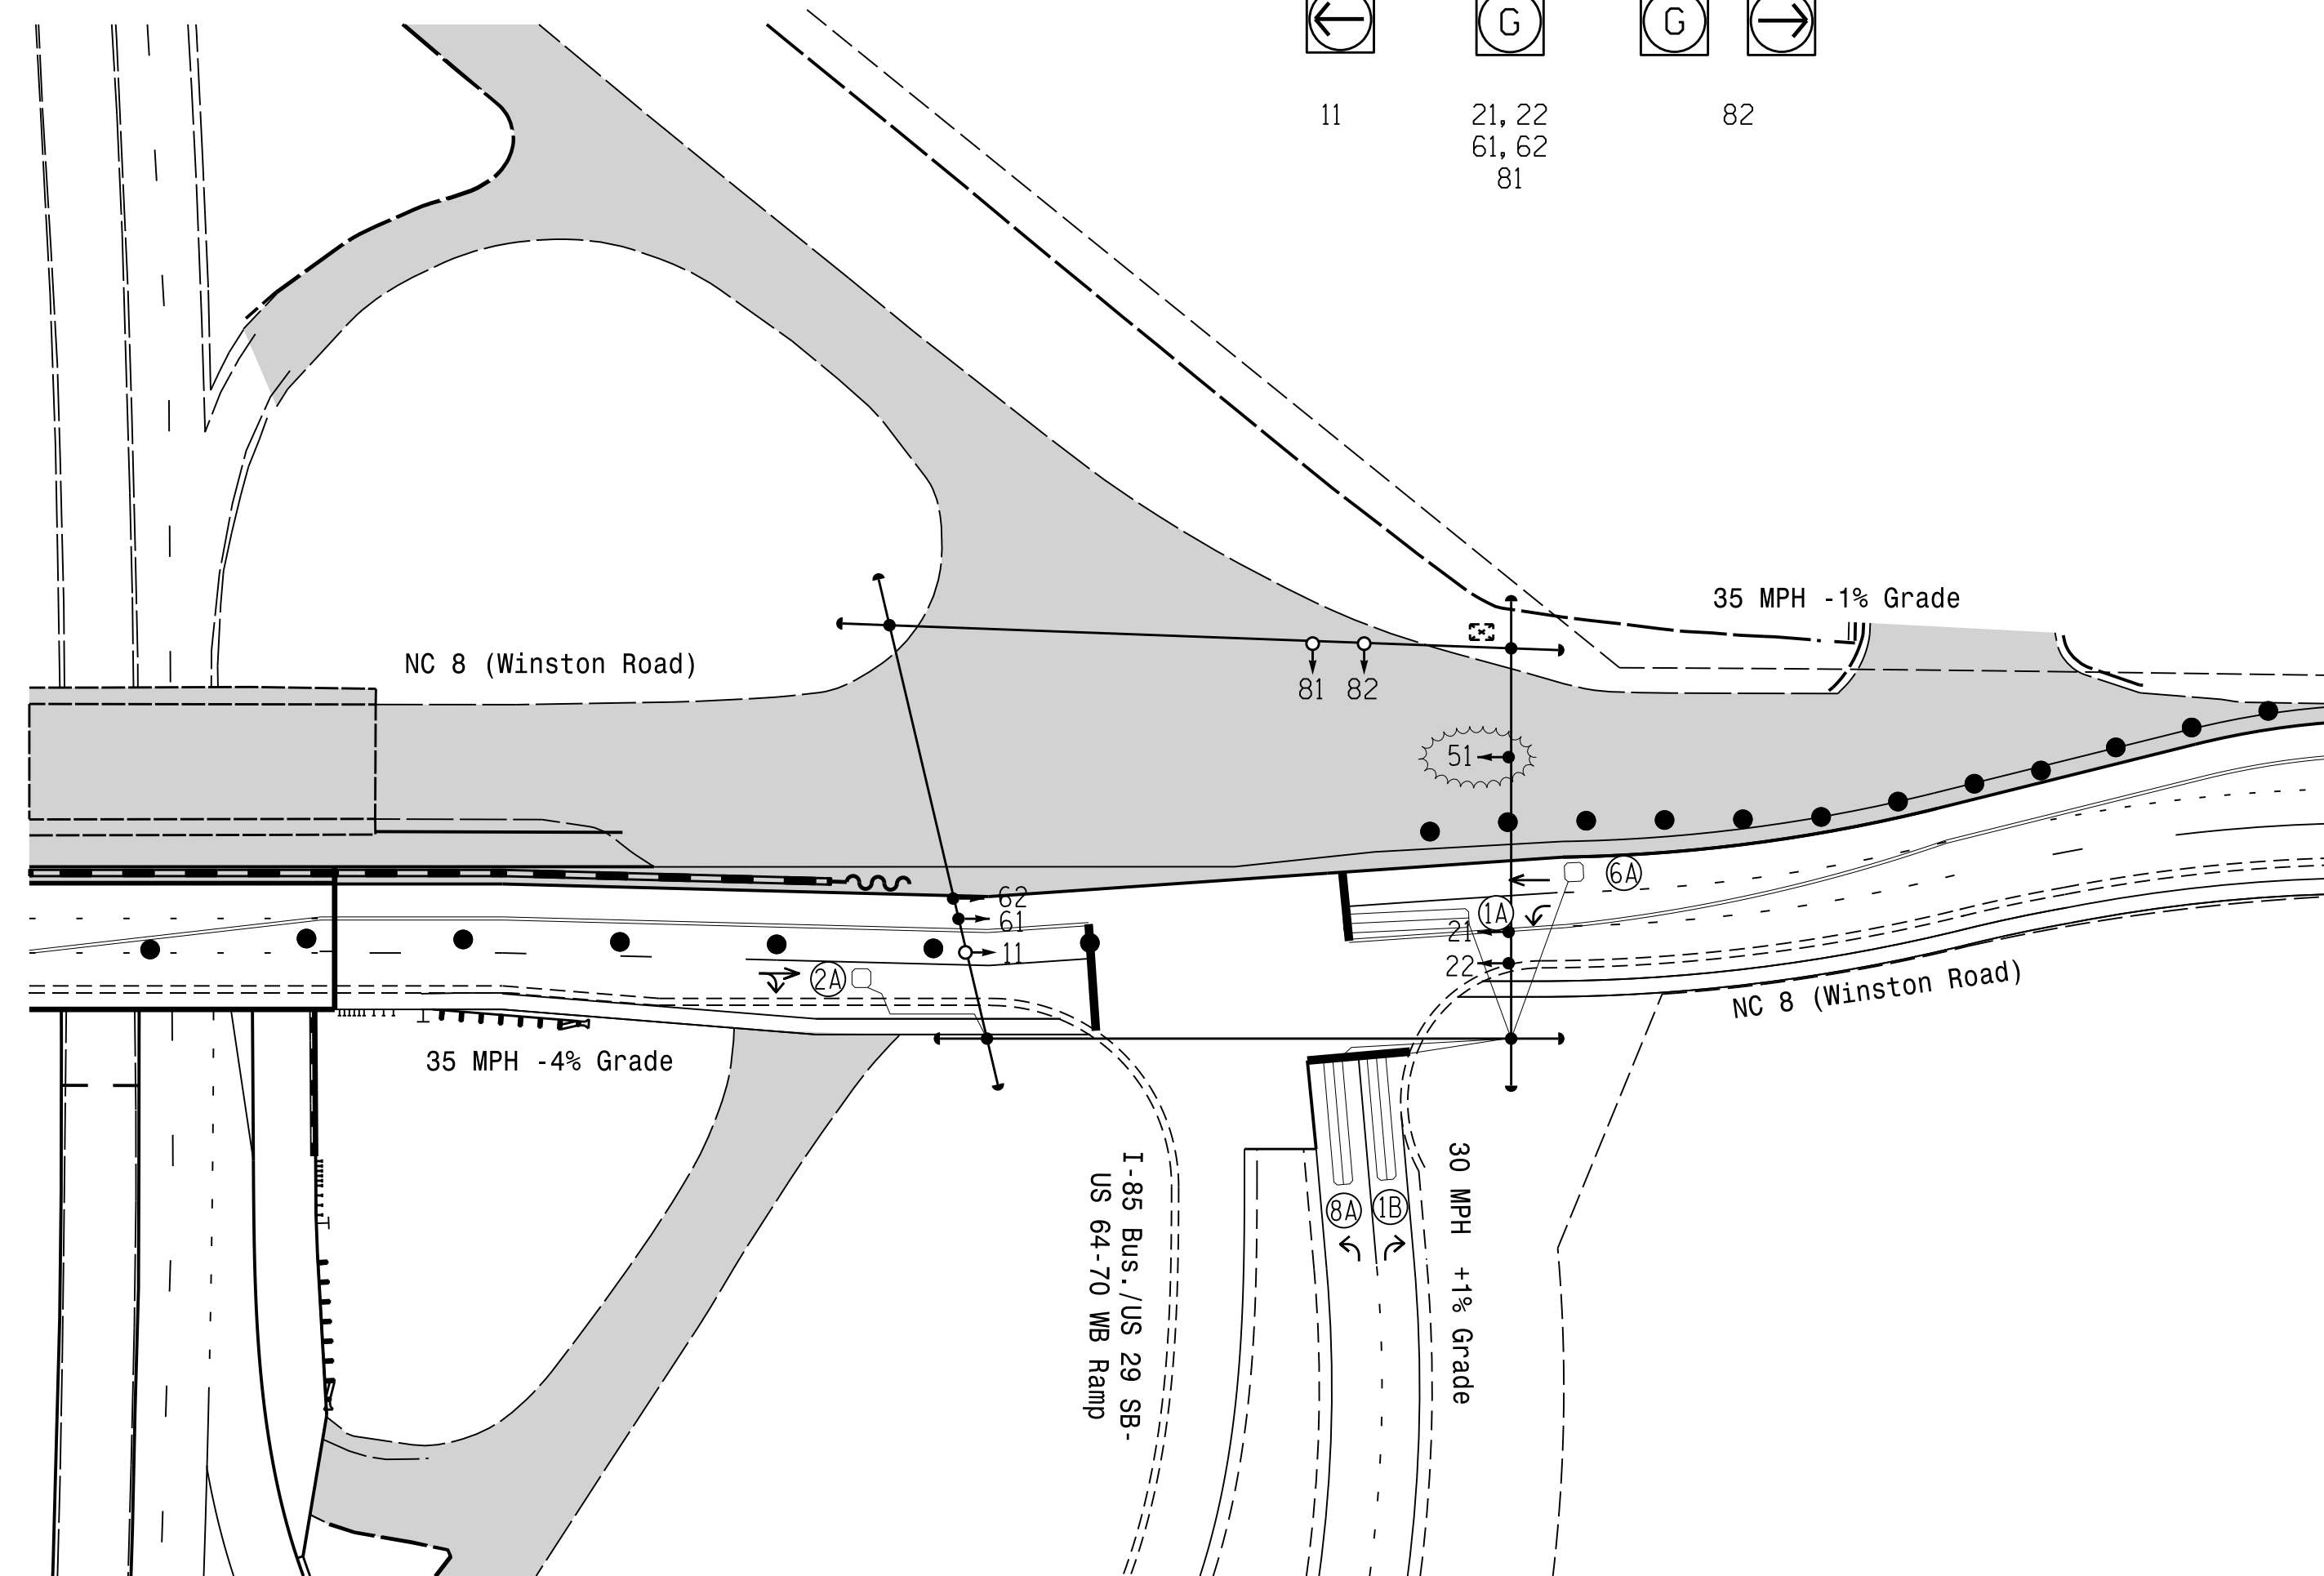 G
G
11
21, 22
61, 62
81
82
35 MPH -1% Grade
NC 8 (Winston Road)
81
82
51
62
6A
61
1A
21
11
22
2A
NC 8 (Winston Road)
35 MPH -4% Grade
I-85 Bus./US 29 SB-
US 64-70 WB Ramp
30 MPH +1% Grade
8A
1B